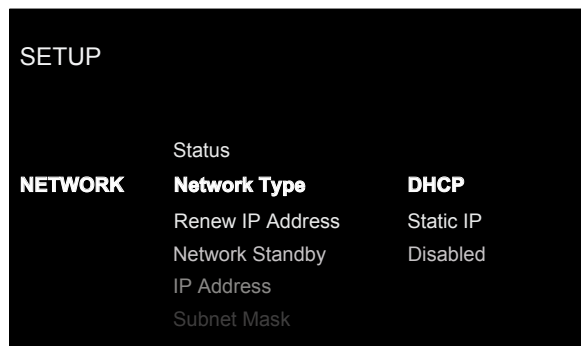 SETUP
Status
NETWORK Network Type DHCP
Renew IP Address Static IP
Network Standby Disabled
IP Address
Subnet Mask